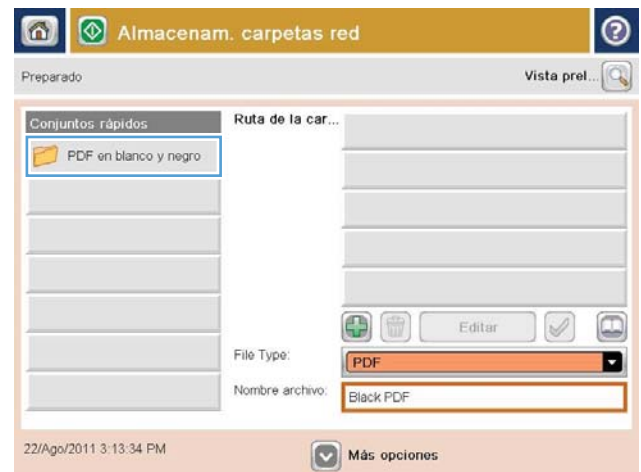 Almacenam. carpetas red
Preparado
Vista prel...
Conjuntos rápidos
PDF en blanco y negro
Ruta de la car...
Editar
File Type:
PDF
Nombre archivo:
Black PDF
22/Ago/2011 3:13:34 PM
Más opciones